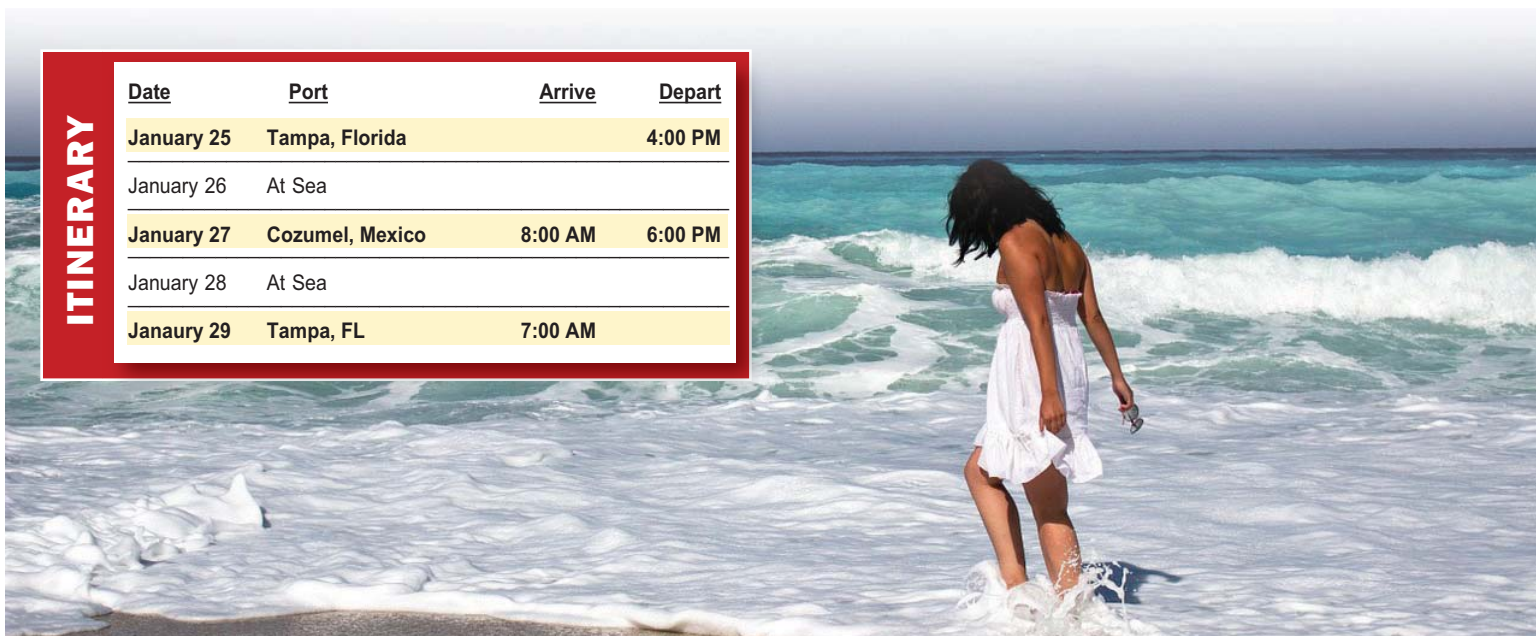 ITINERARY
Date Port Arrive Depart
January 25 Tampa, Florida 4:00 PM
January 26 At Sea
January 27 Cozumel, Mexico 8:00 AM 6:00 PM
January 28 At Sea
Janaury 29 Tampa, FL 7:00 AM